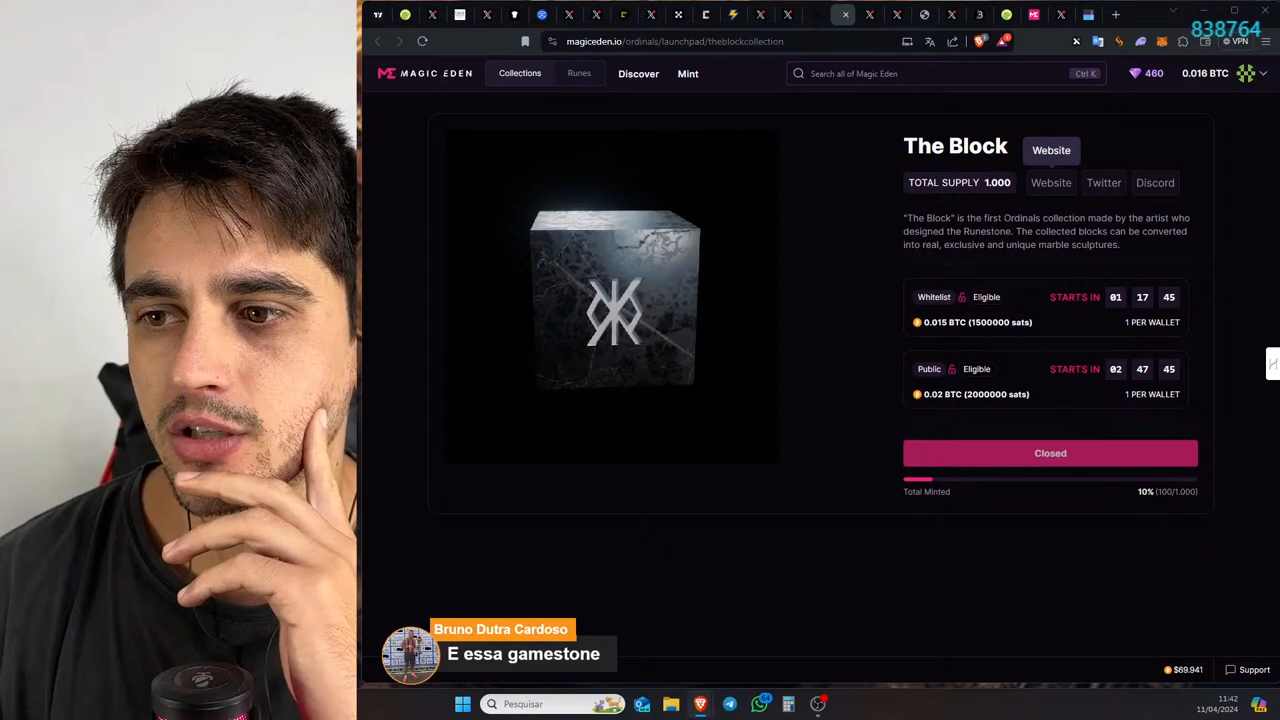 838764
magiceden.io/ordinals/launchpad/theblockcollection
VPN
MAGIC EDEN
Collections
Runes
Discover
Mint
Search all of Magic Eden
Ctrl K
460
0.016 BTC
The Block
Website
TOTAL SUPPLY 1.000
Website
Twitter
Discord
"The Block" is the first Ordinals collection made by the artist who
designed the Runestone. The collected blocks can be converted
into real, exclusive and unique marble sculptures.
Whitelist
Eligible
STARTS IN 01 17 45
0.015 BTC (1500000 sats)
1 PER WALLET
Public
Eligible
STARTS IN 02 47 45
0.02 BTC (2000000 sats)
1 PER WALLET
Closed
Total Minted
10% (100/1.000)
Bruno Dutra Cardoso
E essa gamestone
$69,941
Support
Pesquisar
64
11:42
11/04/2024